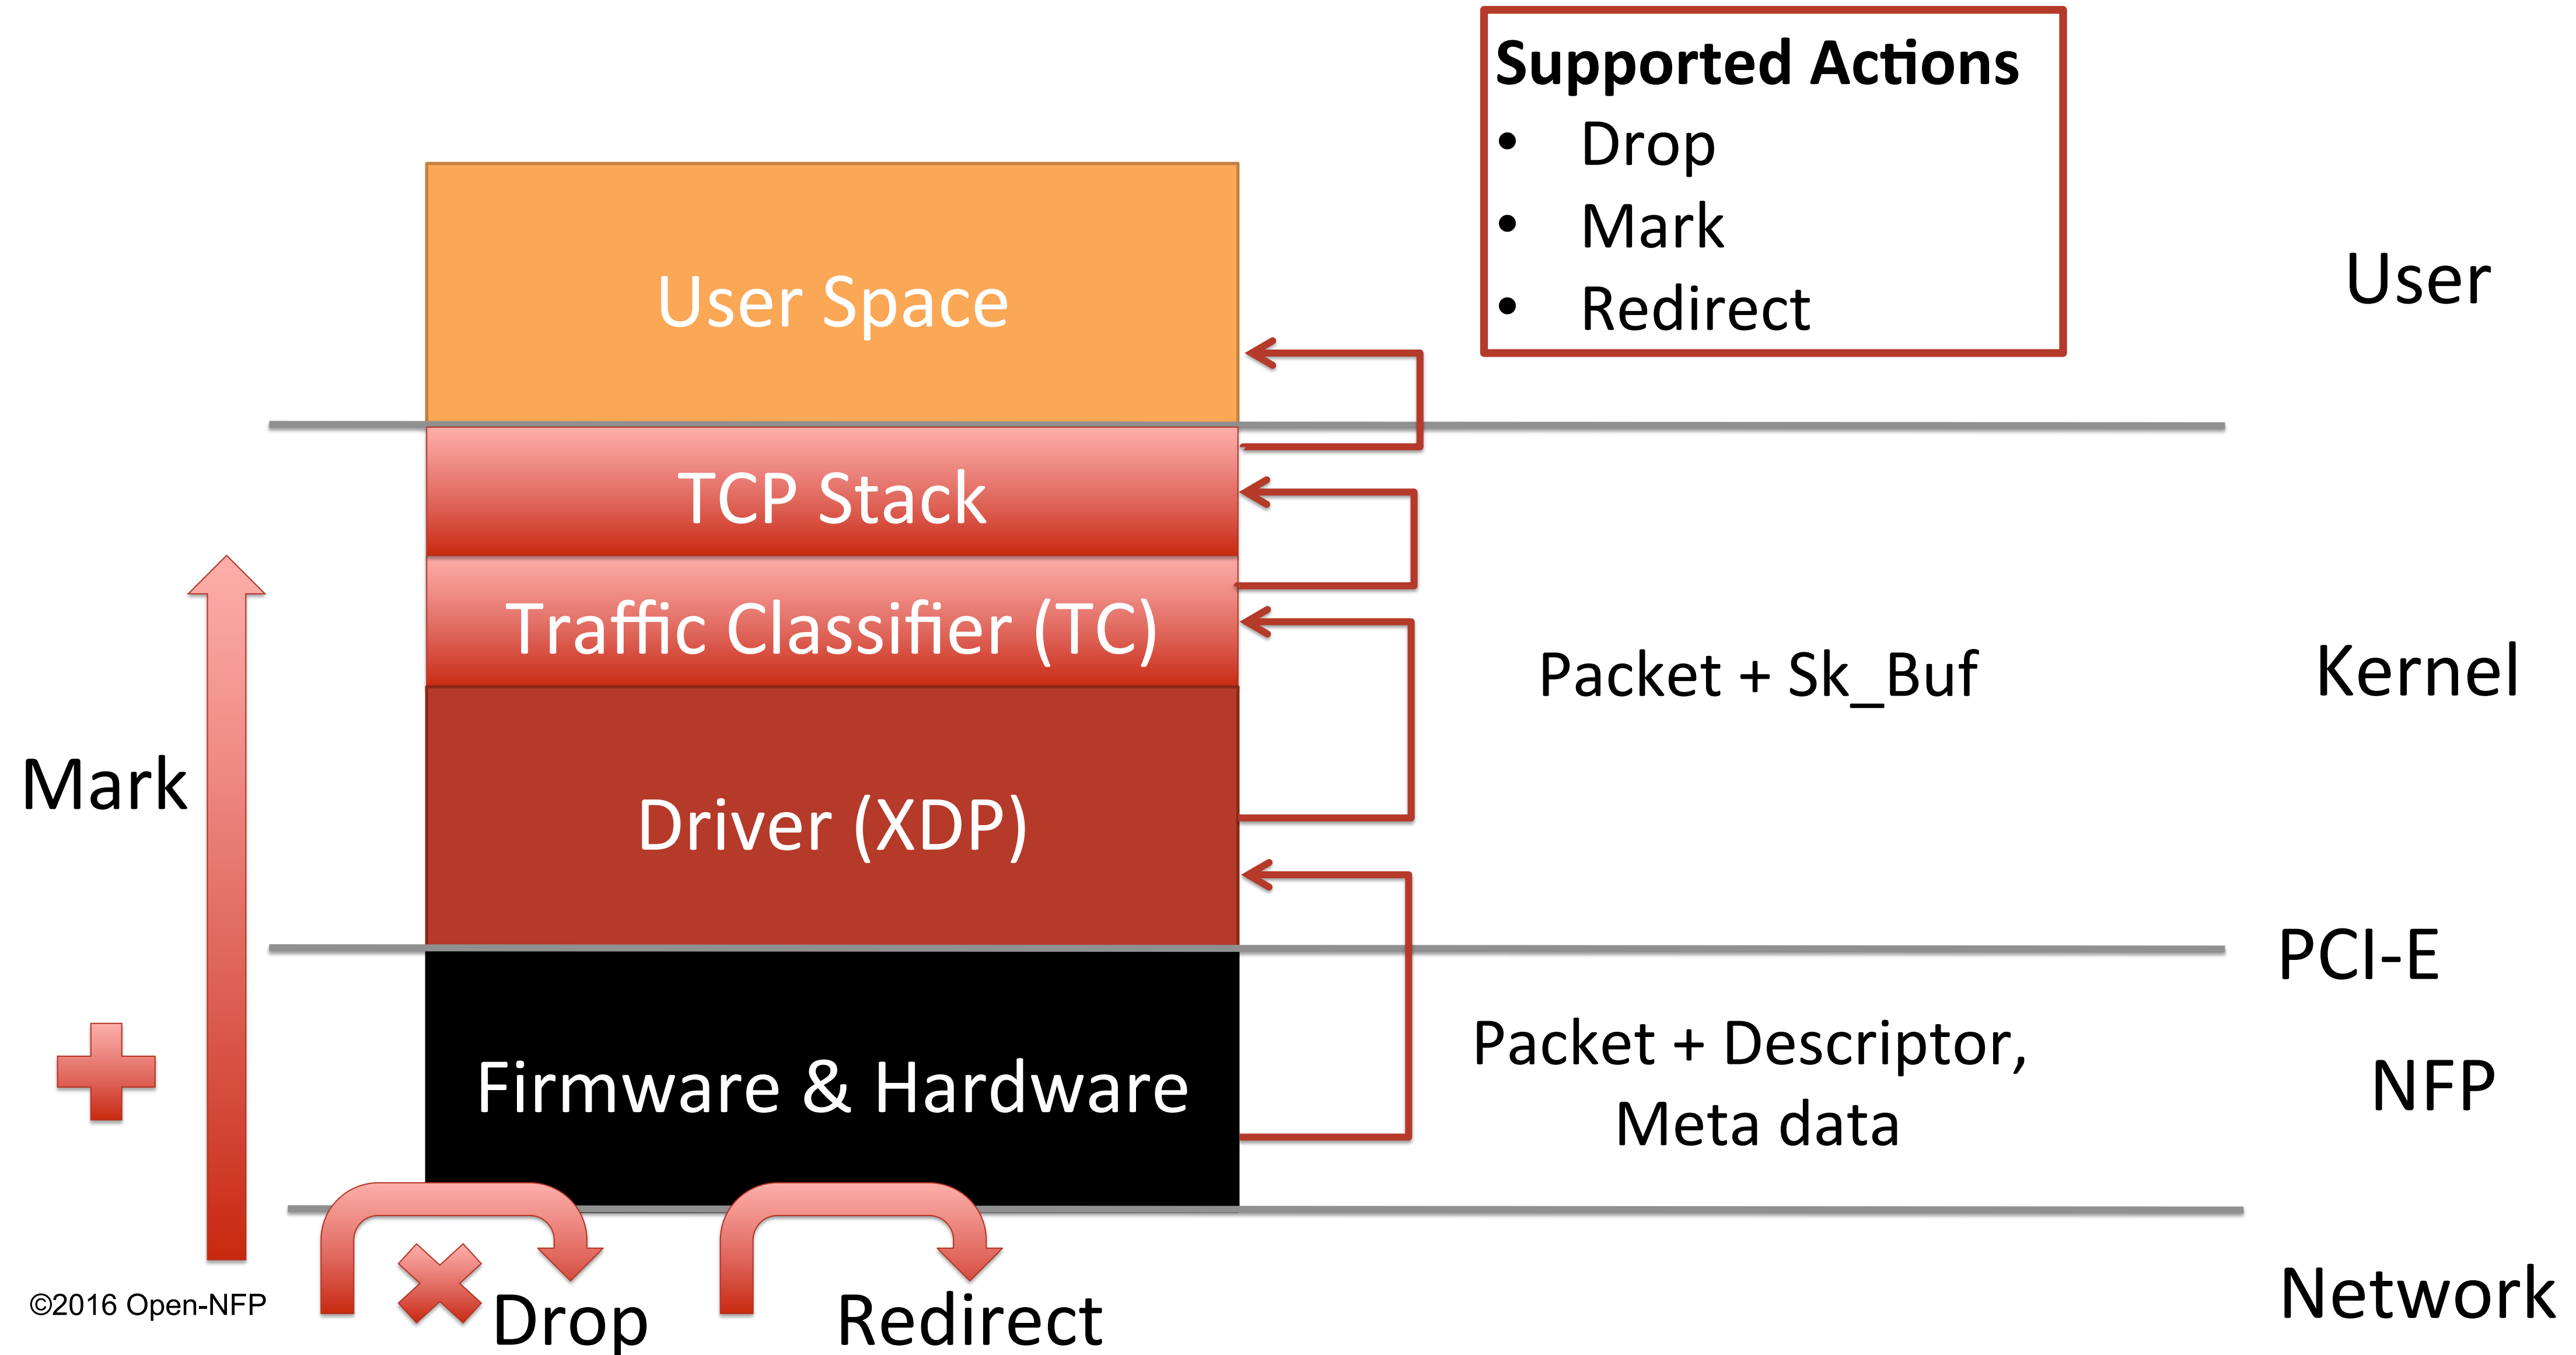 Supported Actions
• Drop
• Mark
• Redirect
User Space
User
TCP Stack
Traffic Classifier (TC)
Packet + Sk_Buf
Kernel
Mark
Driver (XDP)
PCI-E
Firmware & Hardware
Packet + Descriptor,
Meta data
NFP
©2016 Open-NFP
Drop
Redirect
Network